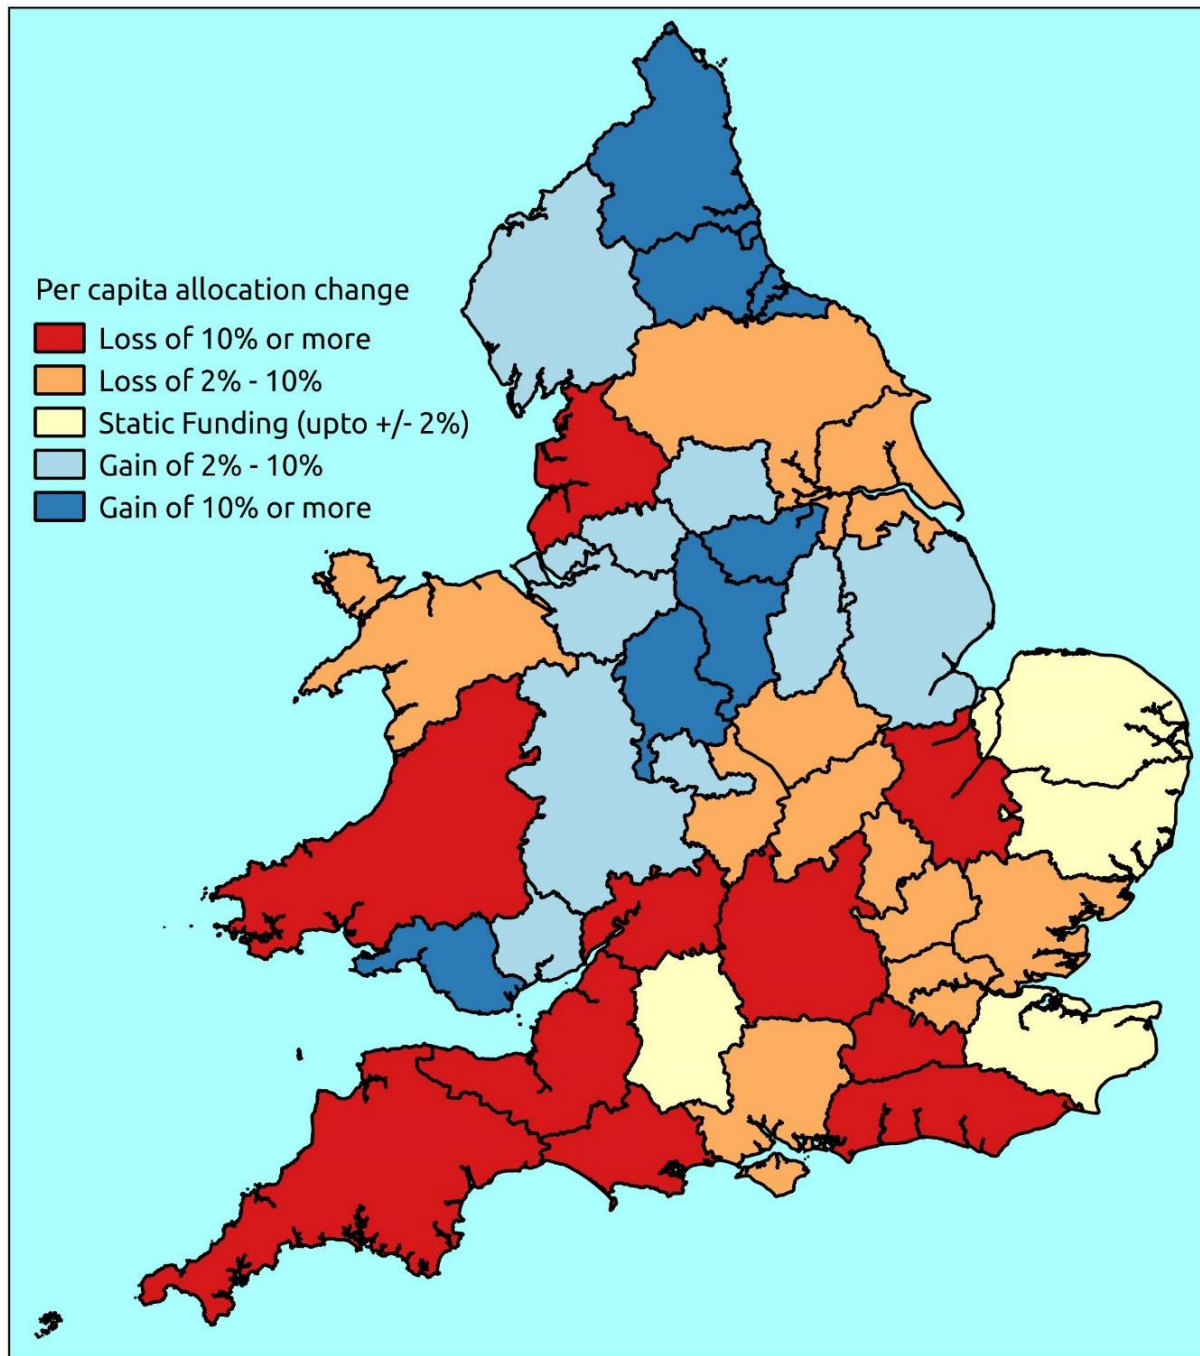 Per capita allocation change
Loss of 10% or more
Loss of 2% - 10%
Static Funding (upto +/- 2%)
Gain of 2% - 10%
Gain of 10% or more